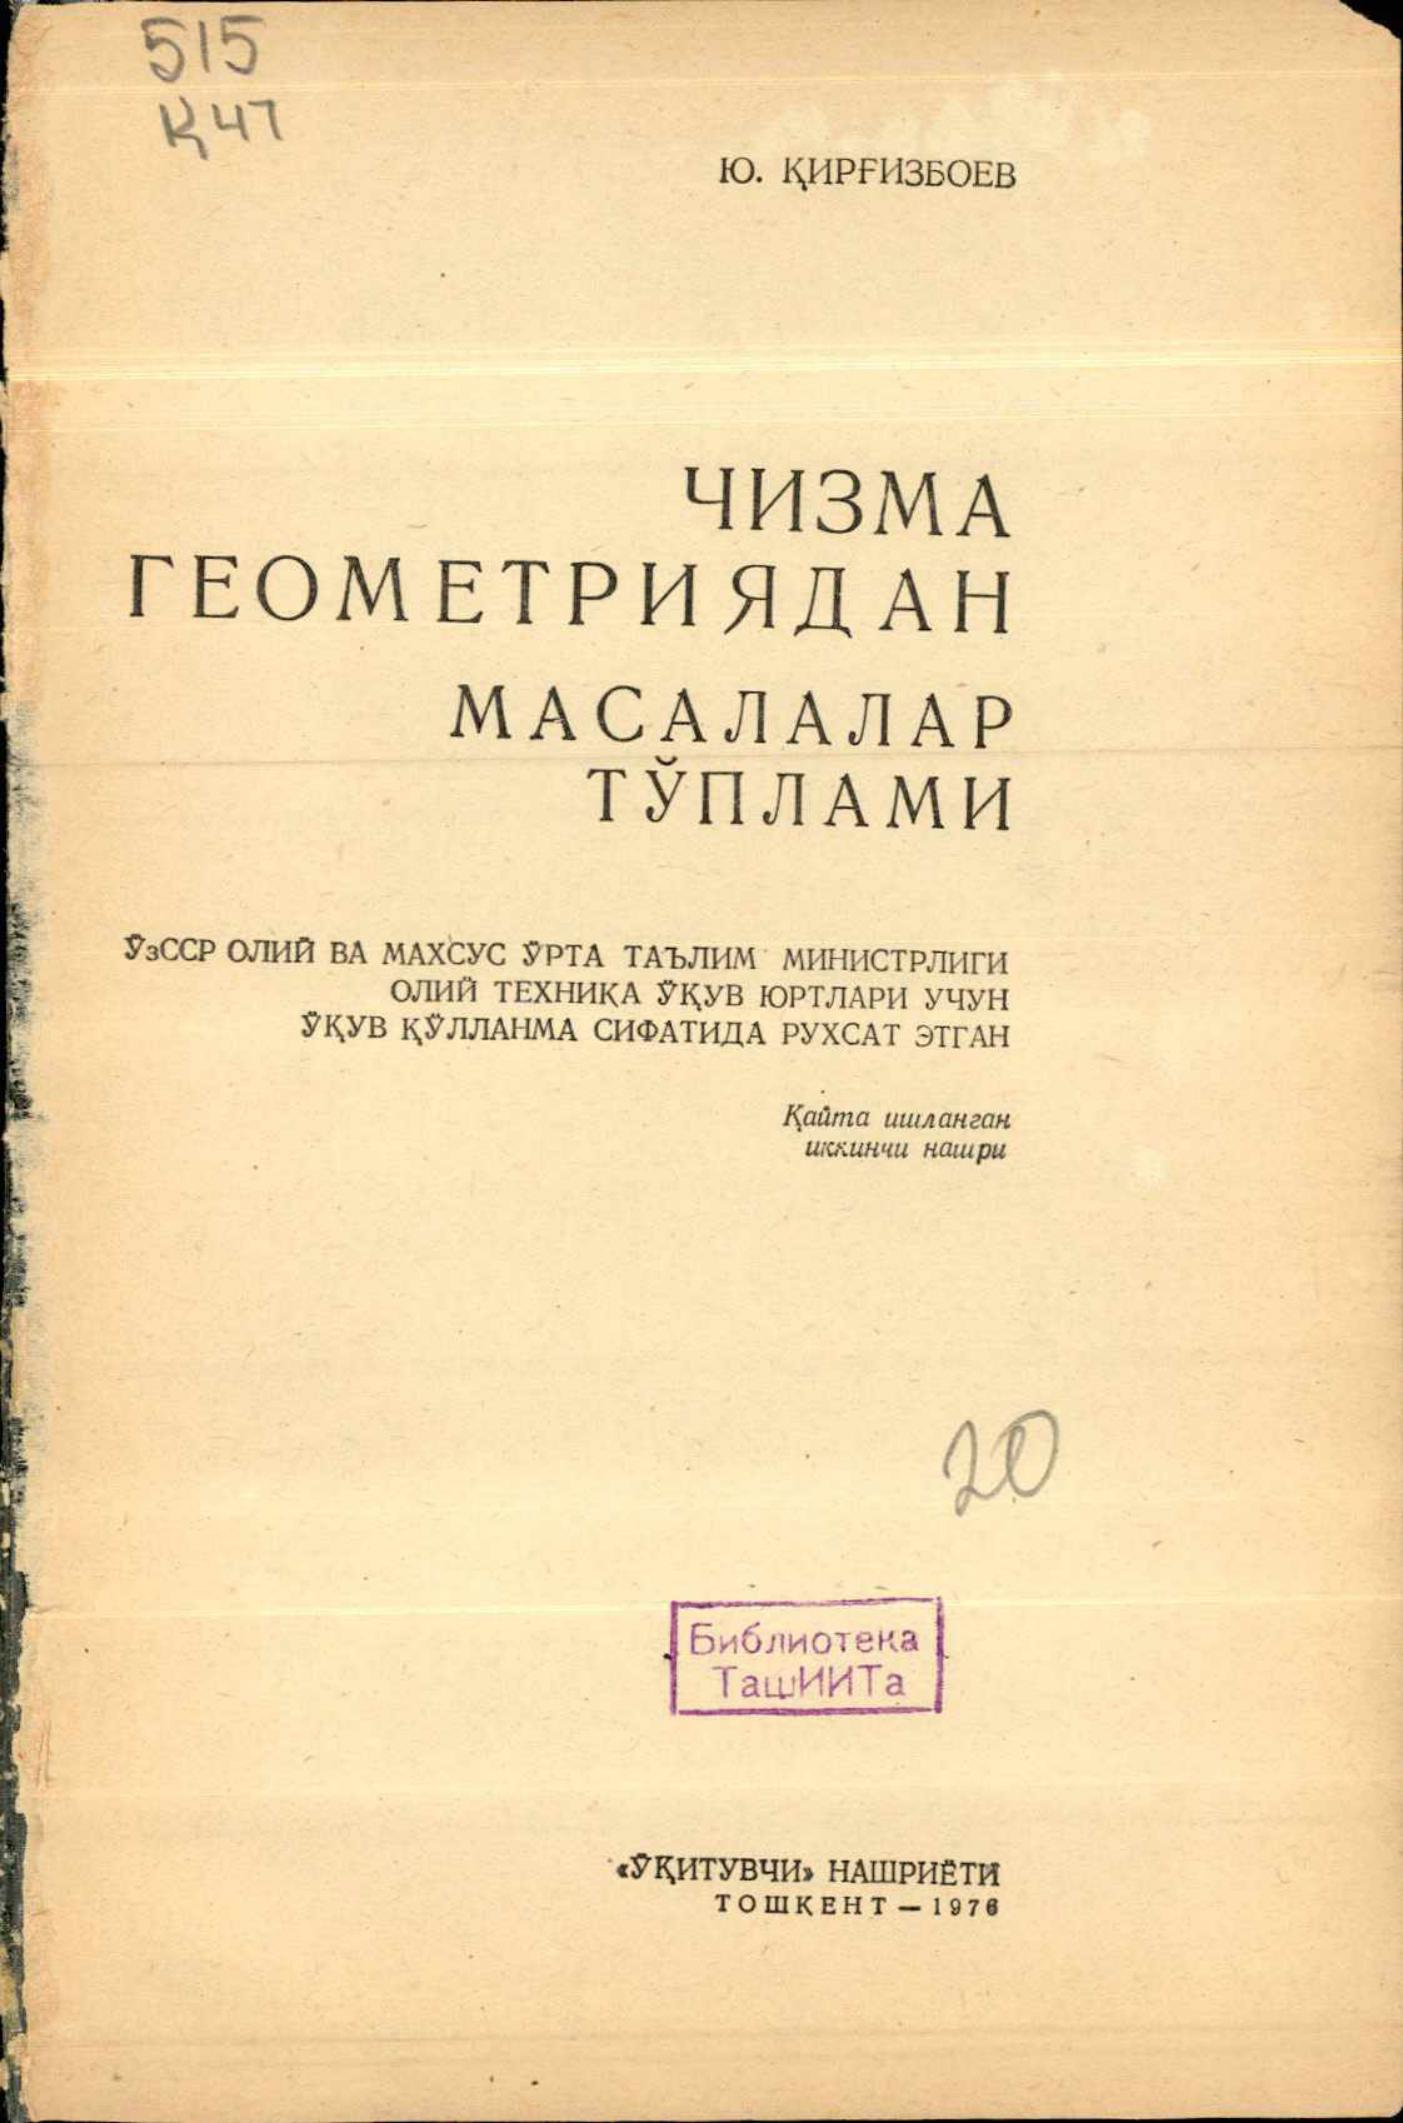 515
Қ47
Ю. ҚИРҒИЗБОЕВ
ЧИЗМА
ГЕОМЕТРИЯДАН
МАСАЛАЛАР
ТЎПЛАМИ
ЎзССР ОЛИЙ ВА МАХСУС ЎРТА ТАЪЛИМ МИНИСТРЛИГИ
ОЛИЙ ТЕХНИКА ЎҚУВ ЮРТЛАРИ УЧУН
ЎҚУВ ҚЎЛЛАНМА СИФАТИДА РУХСАТ ЭТГАН
Қайта ишланган
иккинчи нашри
20
Библиотека
ТашИИТа
«ЎҚИТУВЧИ» НАШРИЁТИ
ТОШКЕНТ — 1976